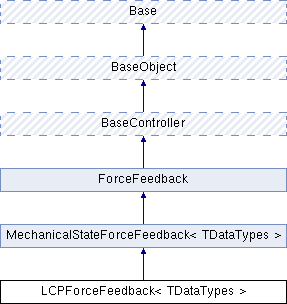 Base
BaseObject
BaseController
ForceFeedback
MechanicalStateForceFeedback< TDataTypes >
LCPForceFeedback< TDataTypes >